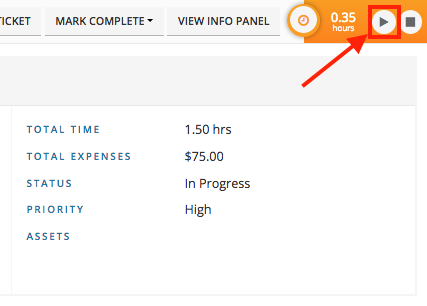 TICKET MARK COMPLETE VIEW INFO PANEL 0.35
hours
TOTAL TIME 1.50 hrs
TOTAL EXPENSES $75.00
STATUS In Progress
PRIORITY High
ASSETS